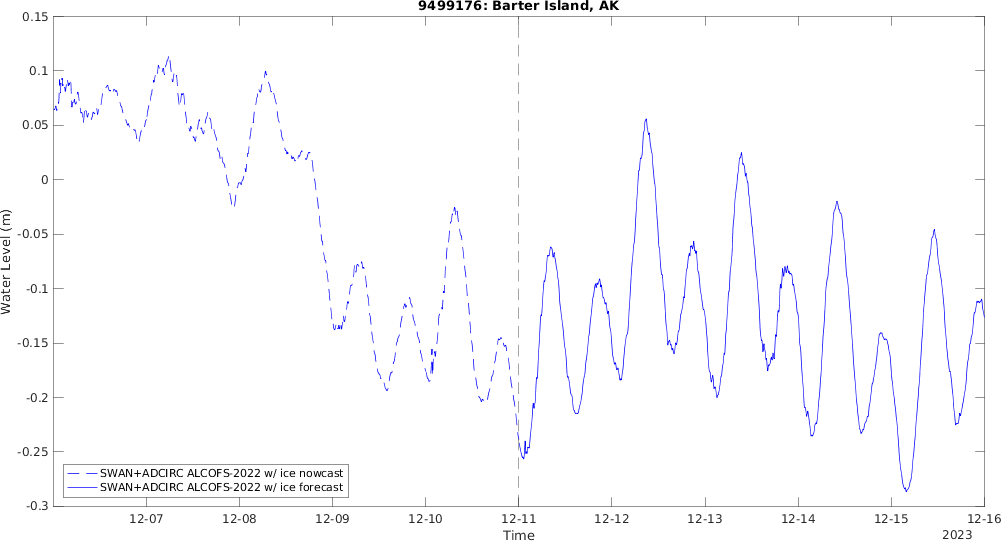 9499176: Barter Island, AK
0.15
0.1
0.05
0
-0.05
-0.1
-0.15
-0.2
-0.25
-0.3
Water Level (m)
SWAN+ADCIRC ALCOFS-2022 w/ ice nowcast
SWAN+ADCIRC ALCOFS-2022 w/ ice forecast
12-07 12-08 12-09 12-10 12-11 12-12 12-13 12-14 12-15 12-16
Time
2023